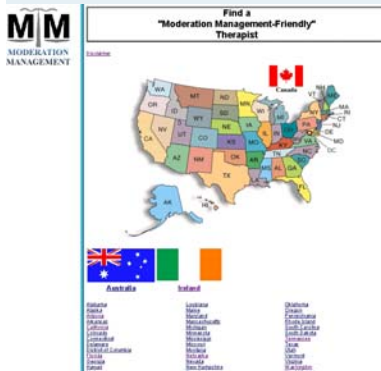 MM
MODERATION
MANAGEMENT
Find a
"Moderation Management-Friendly"
Therapist
Disclaimer
Canada
WA
OR
CA
NV
ID
MT
WY
UT
AZ
CO
NM
ND
SD
NE
KS
OK
TX
MN
IA
MO
AR
LA
WI
IL
MI
IN
OH
KY
TN
MS
AL
GA
FL
SC
NC
VA
WV
PA
NY
VT
NH
ME
MA
RI
CT
NJ
DE
MD
DC
AK
HI
Australia
Ireland
Alabama
Alaska
Arizona
Arkansas
California
Colorado
Connecticut
Delaware
District of Columbia
Florida
Georgia
Hawaii
Louisiana
Maine
Maryland
Massachusetts
Michigan
Minnesota
Mississippi
Missouri
Montana
Nebraska
Nevada
New Hampshire
Oklahoma
Oregon
Pennsylvania
Rhode Island
South Carolina
South Dakota
Tennessee
Texas
Utah
Vermont
Virginia
Washington